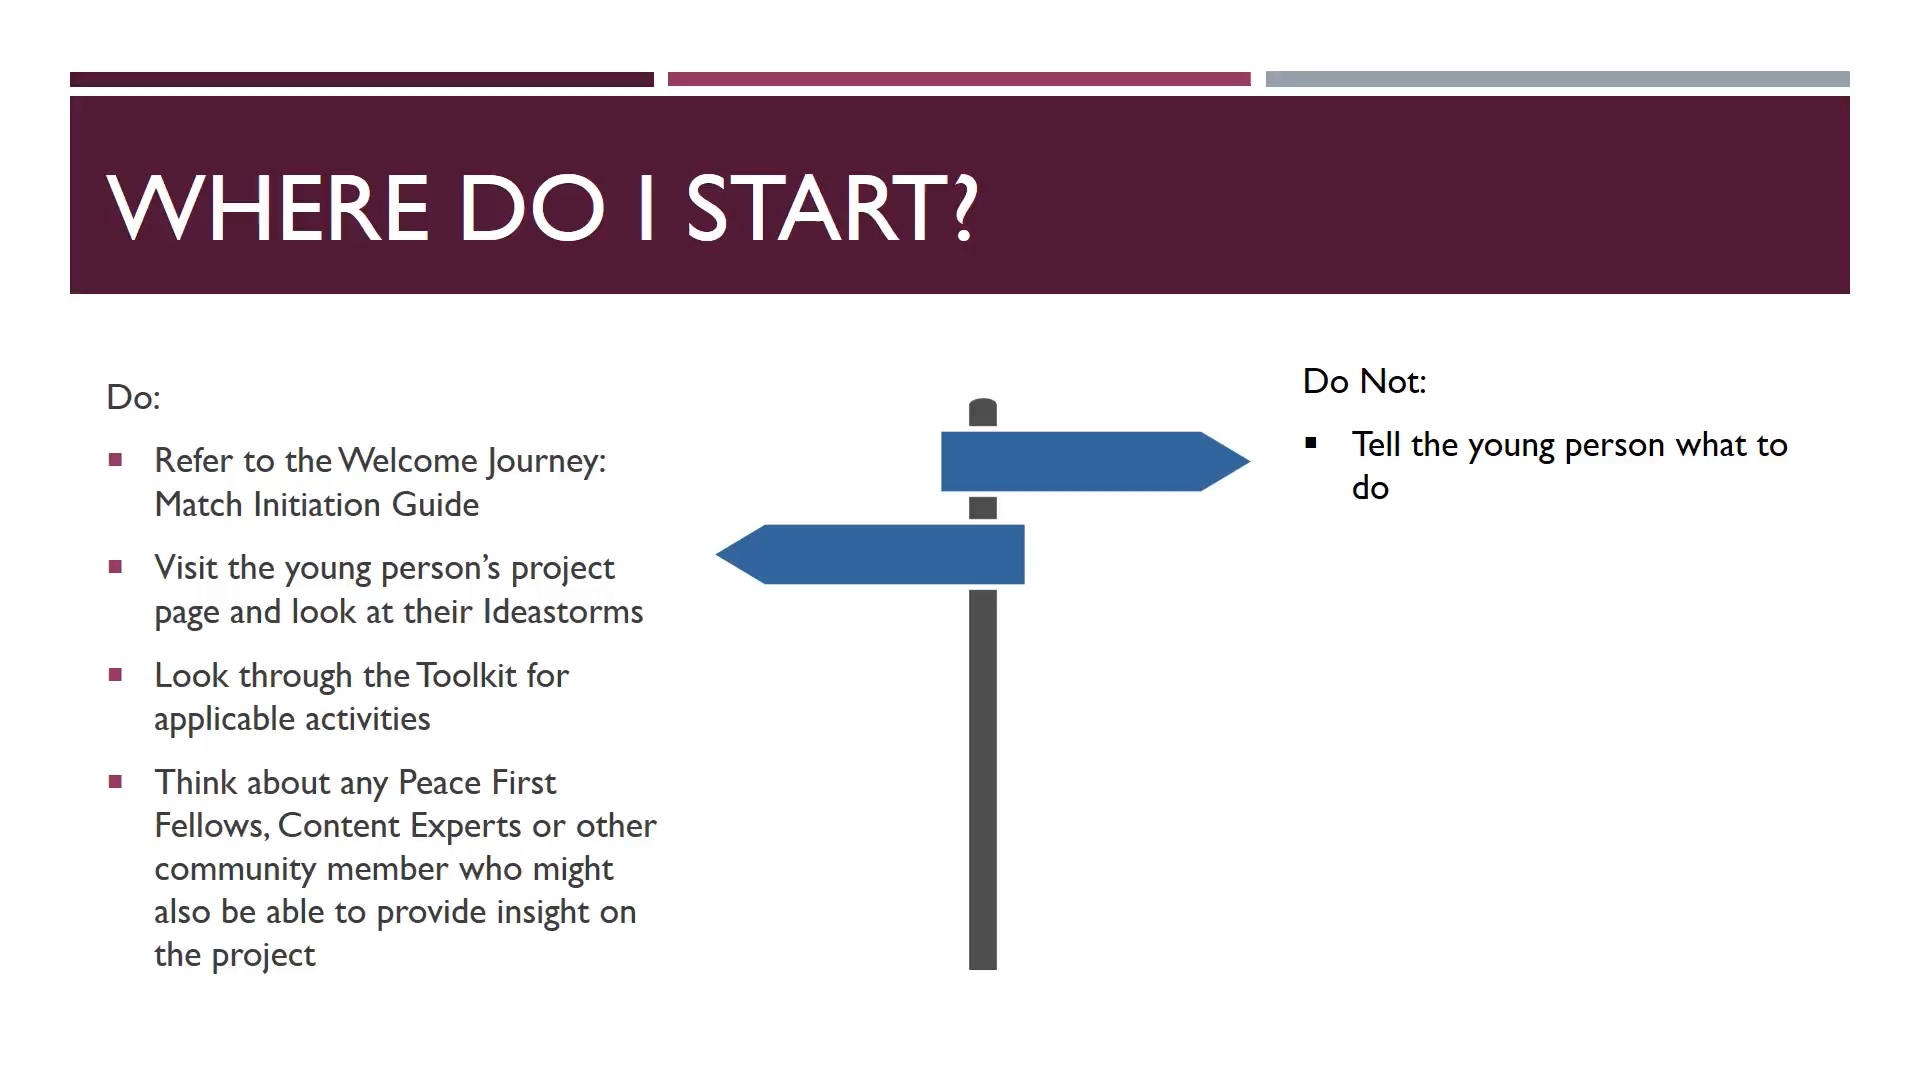 WHERE DO I START?
Do:
▪ Refer to the Welcome Journey:
Match Initiation Guide
▪ Visit the young person’s project
page and look at their Ideastorms
▪ Look through the Toolkit for
applicable activities
▪ Think about any Peace First
Fellows, Content Experts or other
community member who might
also be able to provide insight on
the project
Do Not:
▪ Tell the young person what to
do